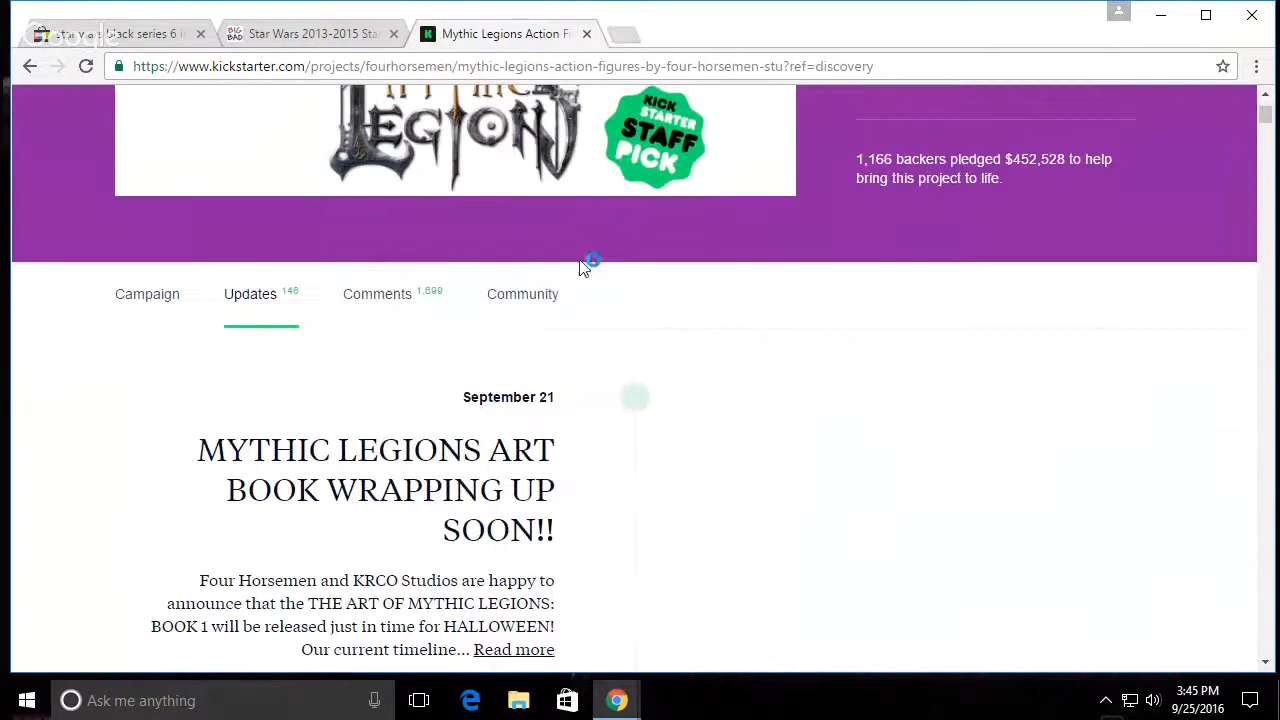 star wars black series 6 i
BIG BAD
Star Wars 2013-2015 Sta
Mythic Legions Action F
Google
https://www.kickstarter.com/projects/fourhorsemen/mythic-legions-action-figures-by-four-horsemen-stu?ref=discovery
LEGIONS
KICK
STARTER
STAFF
PICK
1,166 backers pledged $452,528 to help
bring this project to life.
Campaign
Updates 146
Comments 1,699
Community
September 21
MYTHIC LEGIONS ART
BOOK WRAPPING UP
SOON!!
Four Horsemen and KRCO Studios are happy to
announce that the THE ART OF MYTHIC LEGIONS:
BOOK 1 will be released just in time for HALLOWEEN!
Our current timeline... Read more
Ask me anything
3:45 PM
9/25/2016